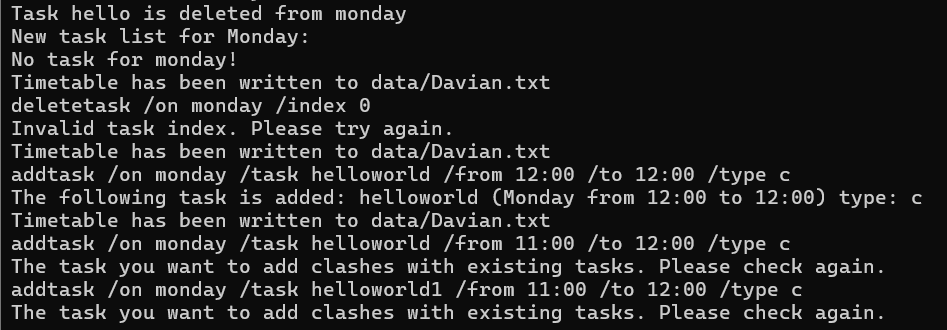 Task hello is deleted from monday
New task list for Monday:
No task for monday!
Timetable has been written to data/Davian.txt
deletetask /on monday /index 0
Invalid task index. Please try again.
Timetable has been written to data/Davian.txt
addtask /on monday /task helloworld /from 12:00 /to 12:00 /type c
The following task is added: helloworld (Monday from 12:00 to 12:00) type: c
Timetable has been written to data/Davian.txt
addtask /on monday /task helloworld /from 11:00 /to 12:00 /type c
The task you want to add clashes with existing tasks. Please check again.
addtask /on monday /task helloworld1 /from 11:00 /to 12:00 /type c
The task you want to add clashes with existing tasks. Please check again.